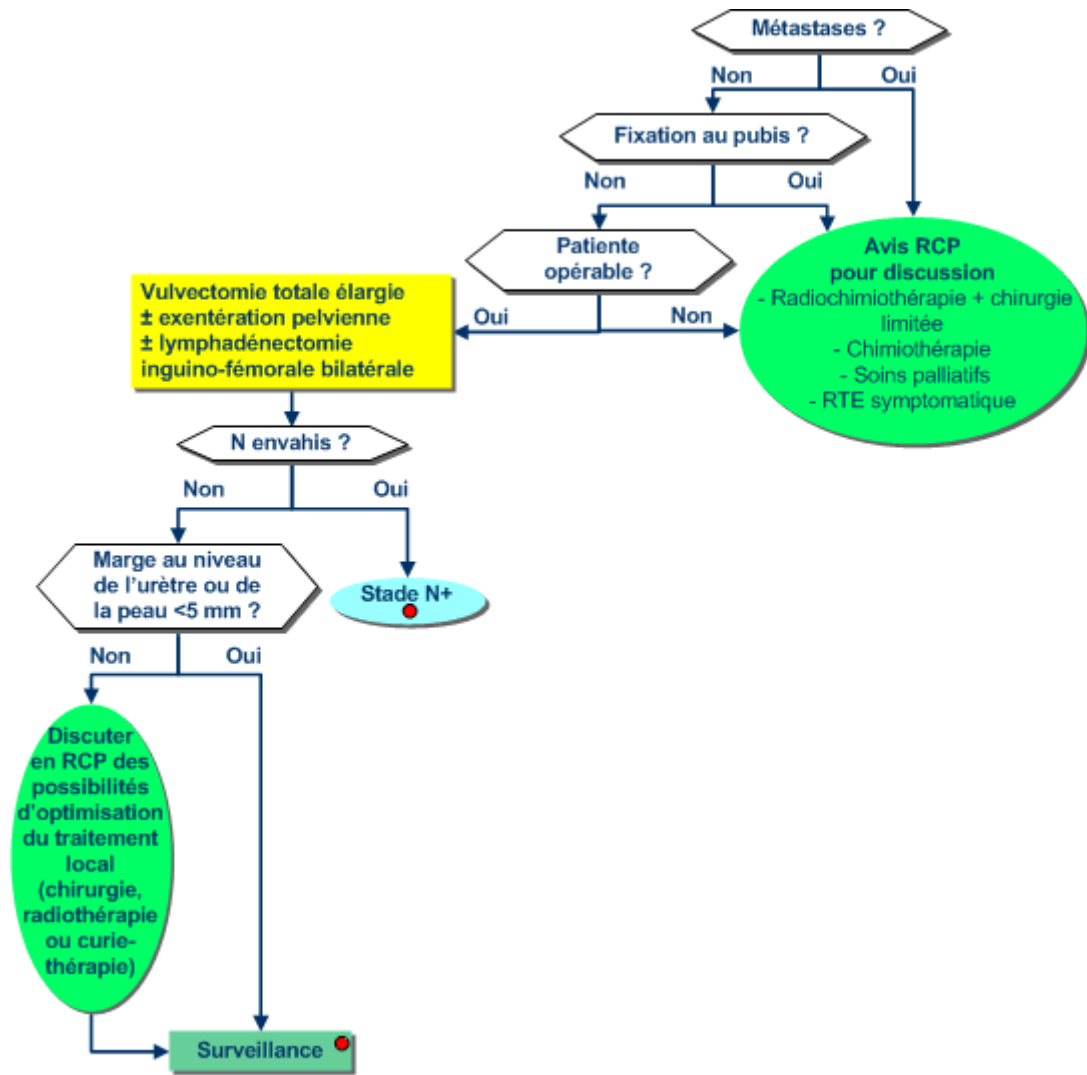 Métastases ?
Non
Oui
Fixation au pubis ?
Non
Oui
Patiente
opérable ?
Avis RCP
pour discussion
- Radiochimiothérapie + chirurgie
limitée
- Chimiothérapie
- Soins palliatifs
- RTE symptomatique
Oui
Non
Vulvectomie totale élargie
± exentération pelvienne
± lymphadénectomie
inguino-fémorale bilatérale
N envahis ?
Non
Oui
Marge au niveau
de l'urètre ou de
la peau <5 mm ?
Stade N+
Non
Oui
Discuter
en RCP des
possibilités
d'optimisation
du traitement
local
(chirurgie,
radiothérapie
ou curie-
thérapie)
Surveillance